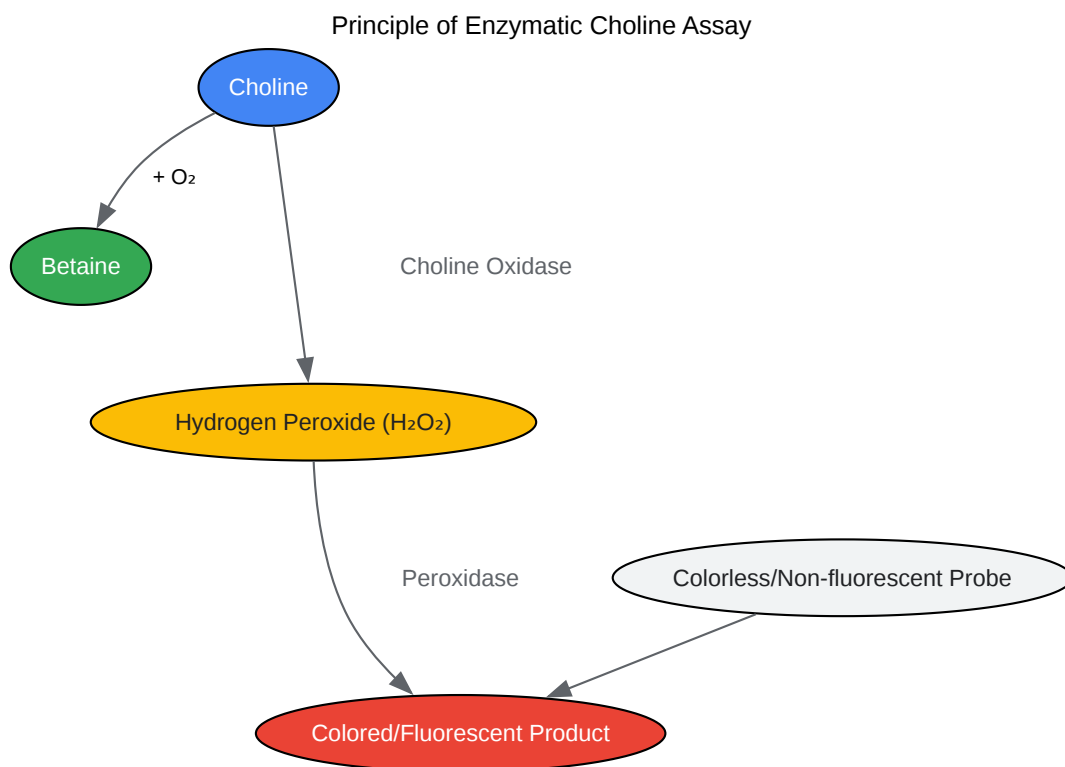 Principle of Enzymatic Choline Assay
Choline
+ O₂
Betaine
Choline Oxidase
Hydrogen Peroxide (H₂O₂)
Peroxidase
Colorless/Non-fluorescent Probe
Colored/Fluorescent Product